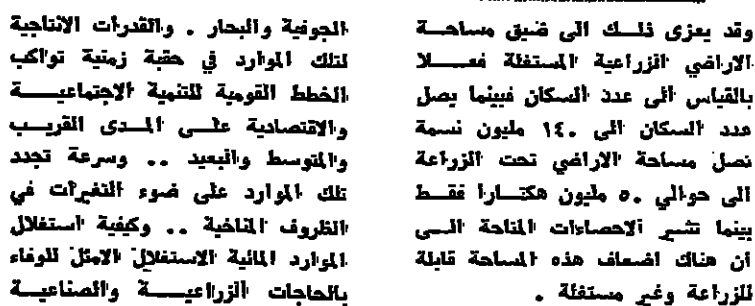 وقد يعزى ذلك الى ضيق مساحة
الاراضي الزراعية المستغلة فعلا
بالقياس الى عدد السكان فبينما يصل
عدد السكان الى ١٤٠ مليون نسمة
تصل مساحة الاراضي تحت الزراعة
الى حوالي ٥٠ مليون هكتارا فقط
بينما تشير الاحصاءات المتاحة الى
أن هناك اضعاف هذه المساحة قابلة
للزراعة وغير مستغلة .
الجوفية والبحار . والقدرات الانتاجية
لتلك الموارد في حقبة زمنية تواكب
الخطط القومية للتنمية الاجتماعية
والاقتصادية على المدى القريب
والمتوسط والبعيد .. وسرعة تجدد
تلك الموارد على ضوء التغيرات في
الظروف المناخية .. وكيفية استغلال
الموارد المائية الاستغلال الامثل للوفاء
بالحاجات الزراعية والصناعية